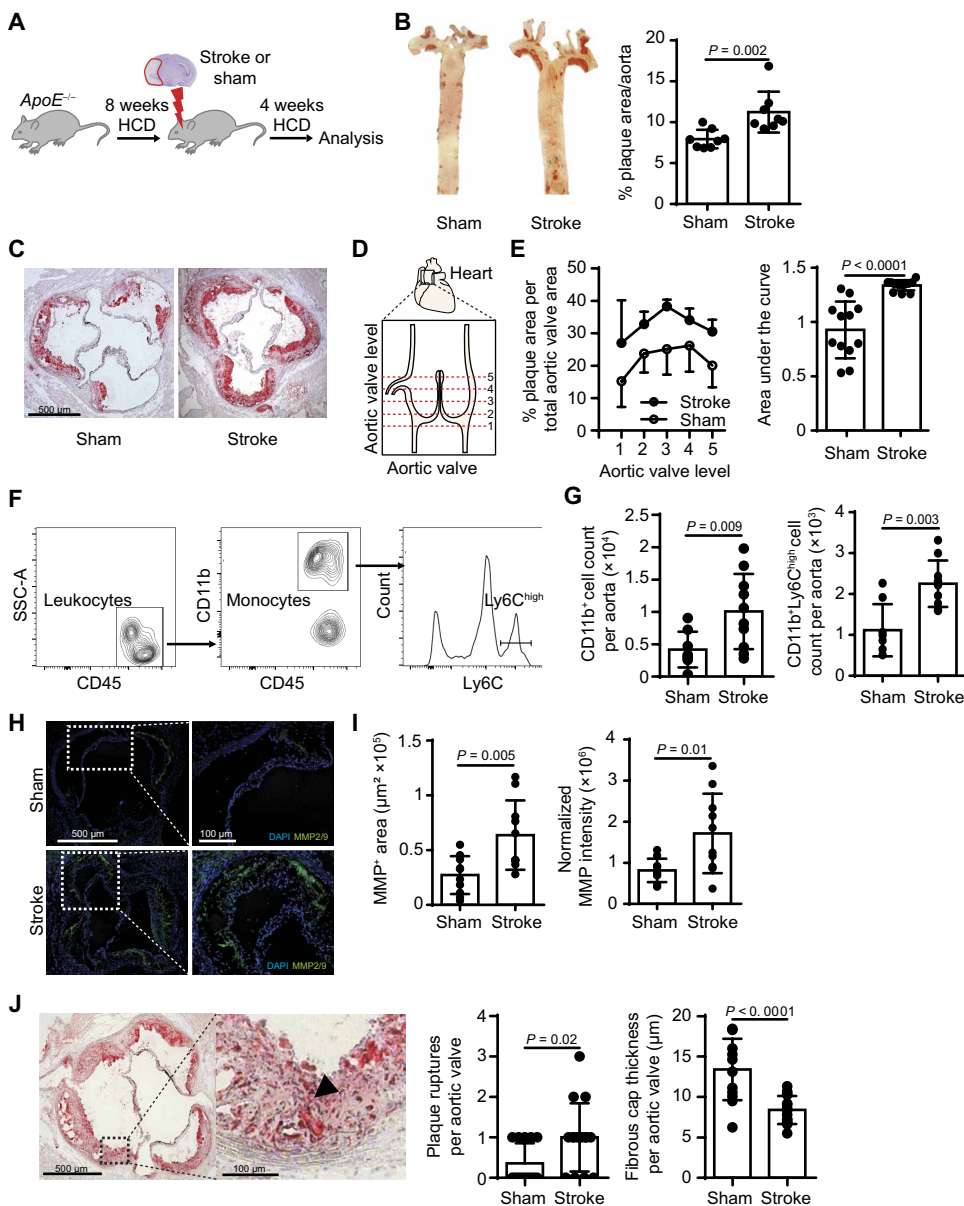 A
Stroke or
sham
ApoE−/−
8 weeks
HCD
4 weeks
HCD
Analysis
B
Sham
Stroke
% plaque area/aorta
20
15
10
5
0
P = 0.002
Sham
Stroke
C
500 µm
Sham
Stroke
D
Heart
Aortic valve level
5
4
3
2
1
Aortic valve
E
% plaque area per
total aortic valve area
50
40
30
20
10
0
Stroke
Sham
1 2 3 4 5
Aortic valve level
Area under the curve
1.5
1
0
P < 0.0001
Sham Stroke
F
SSC-A
Leukocytes
CD45
CD11b
Monocytes
CD45
Count
Ly6Chigh
Ly6C
G
CD11b+ cell count
per aorta (×10⁴)
2.5
2
1.5
1
0.5
0
P = 0.009
Sham Stroke
CD11b+Ly6Chigh cell
count per aorta (×10³)
4
3
2
1
0
P = 0.003
Sham Stroke
H
Sham
500 µm
DAPI MMP2/9
100 µm
DAPI MMP2/9
Stroke
DAPI MMP2/9
DAPI MMP2/9
I
MMP+ area (µm² ×10⁵)
1.5
1
0.5
0
P = 0.005
Sham Stroke
Normalized
MMP intensity (×10⁶)
4
3
2
1
0
P = 0.01
Sham Stroke
J
500 µm
100 µm
Plaque ruptures
per aortic valve
4
3
2
1
0
P = 0.02
Sham Stroke
Fibrous cap thickness
per aortic valve (µm)
20
15
10
5
0
P < 0. 0001
Sham Stroke